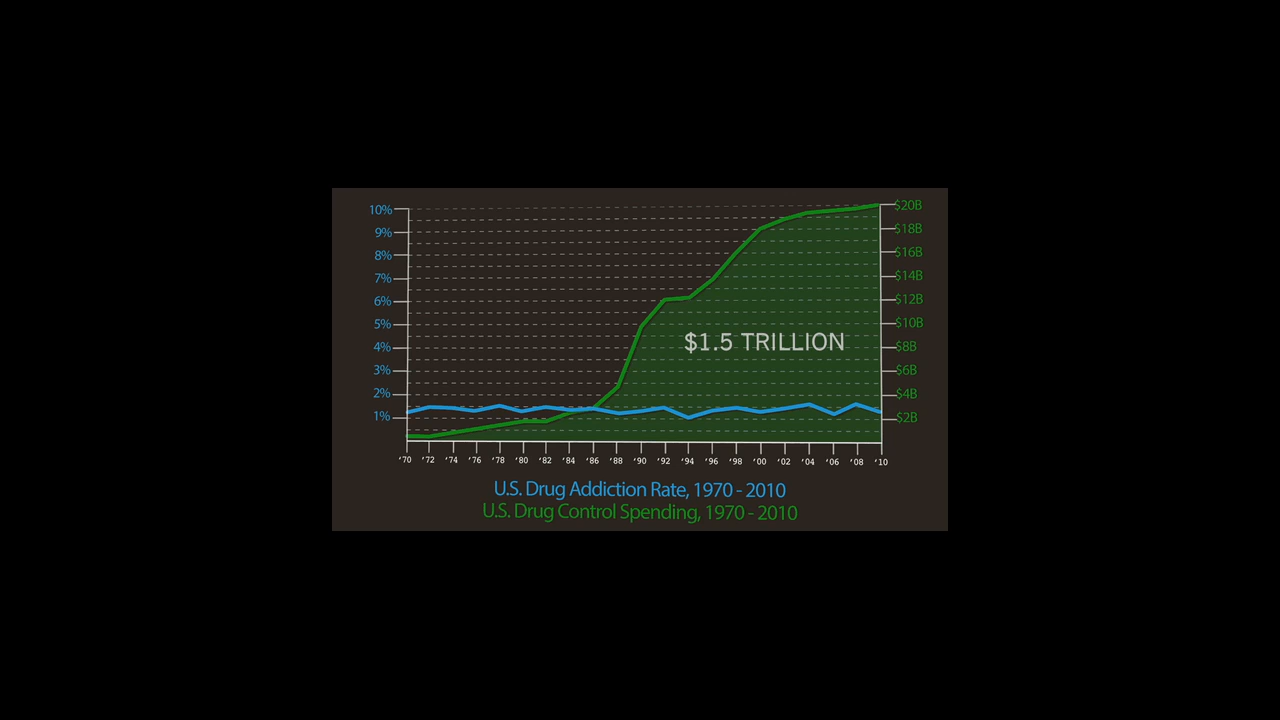 10% $20B
9% $18B
8% $16B
7% $14B
6% $12B
5% $10B
$1.5 TRILLION
4% $8B
3% $6B
2% $4B
1% $2B
'70 '72 '74 '76 '78 '80 '82 '84 '86 '88 '90 '92 '94 '96 '98 '00 '02 '04 '06 '08 '10
U.S. Drug Addiction Rate, 1970 - 2010
U.S. Drug Control Spending, 1970 - 2010